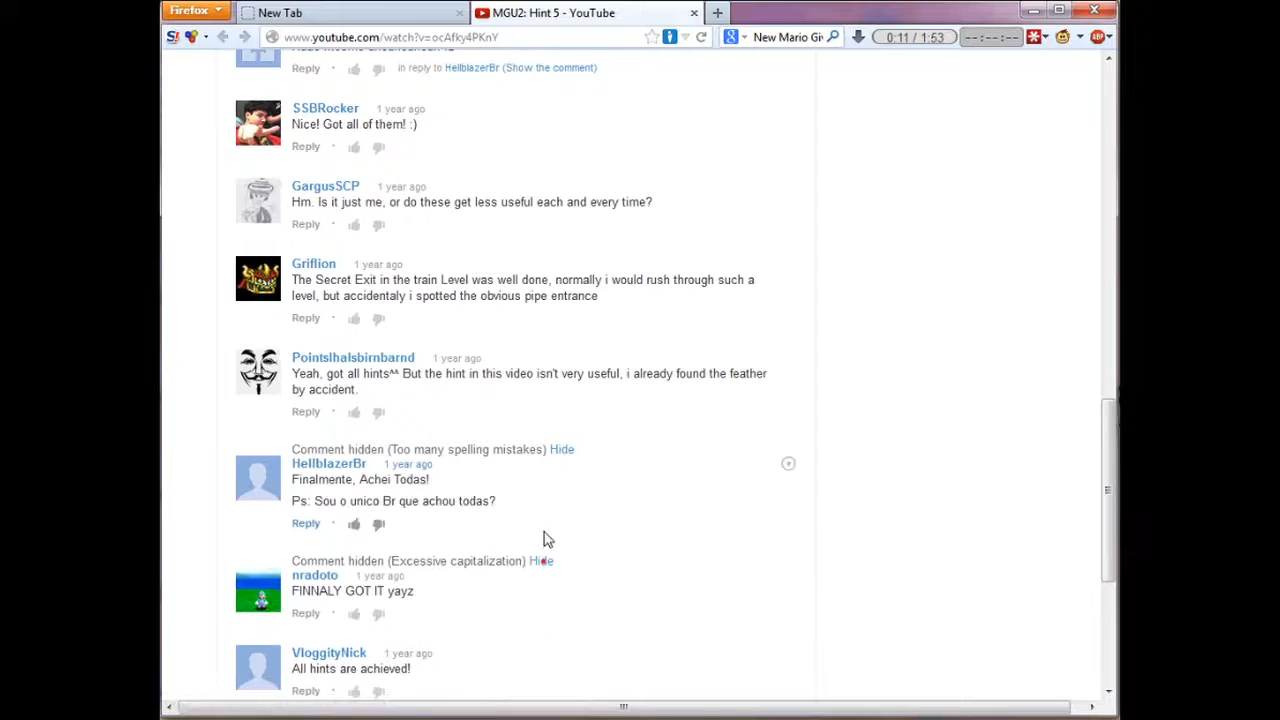 Firefox
New Tab
MGU2: Hint 5 - YouTube
www.youtube.com/watch?v=ocAfky4PKnY
New Mario Gi
0:11 / 1:53
--:--:--
Reply
in reply to HellblazerBr (Show the comment)
SSBRocker 1 year ago
Nice! Got all of them! :)
Reply
GargusSCP 1 year ago
Hm. Is it just me, or do these get less useful each and every time?
Reply
Griflion 1 year ago
The Secret Exit in the train Level was well done, normally i would rush through such a
level, but accidentaly i spotted the obvious pipe entrance
Reply
PointsIhalsbirnbarnd 1 year ago
Yeah, got all hints^^ But the hint in this video isn't very useful, i already found the feather
by accident.
Reply
Comment hidden (Too many spelling mistakes) Hide
HellblazerBr 1 year ago
Finalmente, Achei Todas!
Ps: Sou o unico Br que achou todas?
Reply
Comment hidden (Excessive capitalization) Hide
nradoto 1 year ago
FINNALY GOT IT yayz
Reply
VloggityNick 1 year ago
All hints are achieved!
Reply